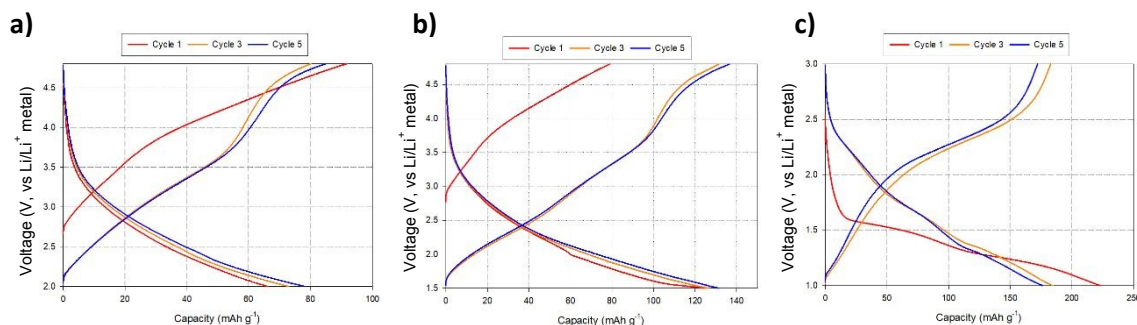 a)
Cycle 1 Cycle 3 Cycle 5
Voltage (V, vs Li/Li⁺ metal)
4.5
4.0
3.5
3.0
2.5
2.0
0 20 40 60 80 100
Capacity (mAh g⁻¹)
b)
Cycle 1 Cycle 3 Cycle 5
Voltage (V, vs Li/Li⁺ metal)
4.5
4.0
3.5
3.0
2.5
2.0
1.5
0 20 40 60 80 100 120 140
Capacity (mAh g⁻¹)
c)
Cycle 1 Cycle 3 Cycle 5
Voltage (V, vs Li/Li⁺ metal)
3.0
2.5
2.0
1.5
1.0
0 50 100 150 200 250
Capacity (mAh g⁻¹)